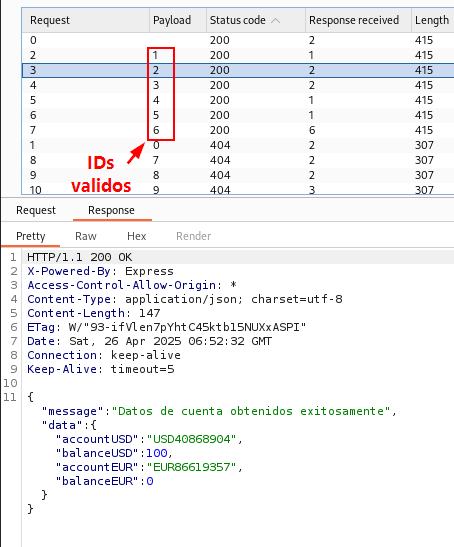 Request Payload Status code Response received Length
0 200 2 415
2 1 200 1 415
3 2 200 2 415
4 3 200 2 415
5 4 200 1 415
6 5 200 1 415
7 6 200 6 415
1 0 404 2 307
8 7 404 2 307
9 8 404 2 307
10 9 404 3 307
IDs
validos
Request Response
Pretty Raw Hex Render
1 HTTP/1.1 200 OK
2 X-Powered-By: Express
3 Access-Control-Allow-Origin: *
4 Content-Type: application/json; charset=utf-8
5 Content-Length: 147
6 ETag: W/"93-ifVlen7pYhtC45ktb15NUXxASPI"
7 Date: Sat, 26 Apr 2025 06:52:32 GMT
8 Connection: keep-alive
9 Keep-Alive: timeout=5
10
11 {
"message":"Datos de cuenta obtenidos exitosamente",
"data":{
"accountUSD":"USD40868904",
"balanceUSD":100,
"accountEUR":"EUR86619357",
"balanceEUR":0
}
}